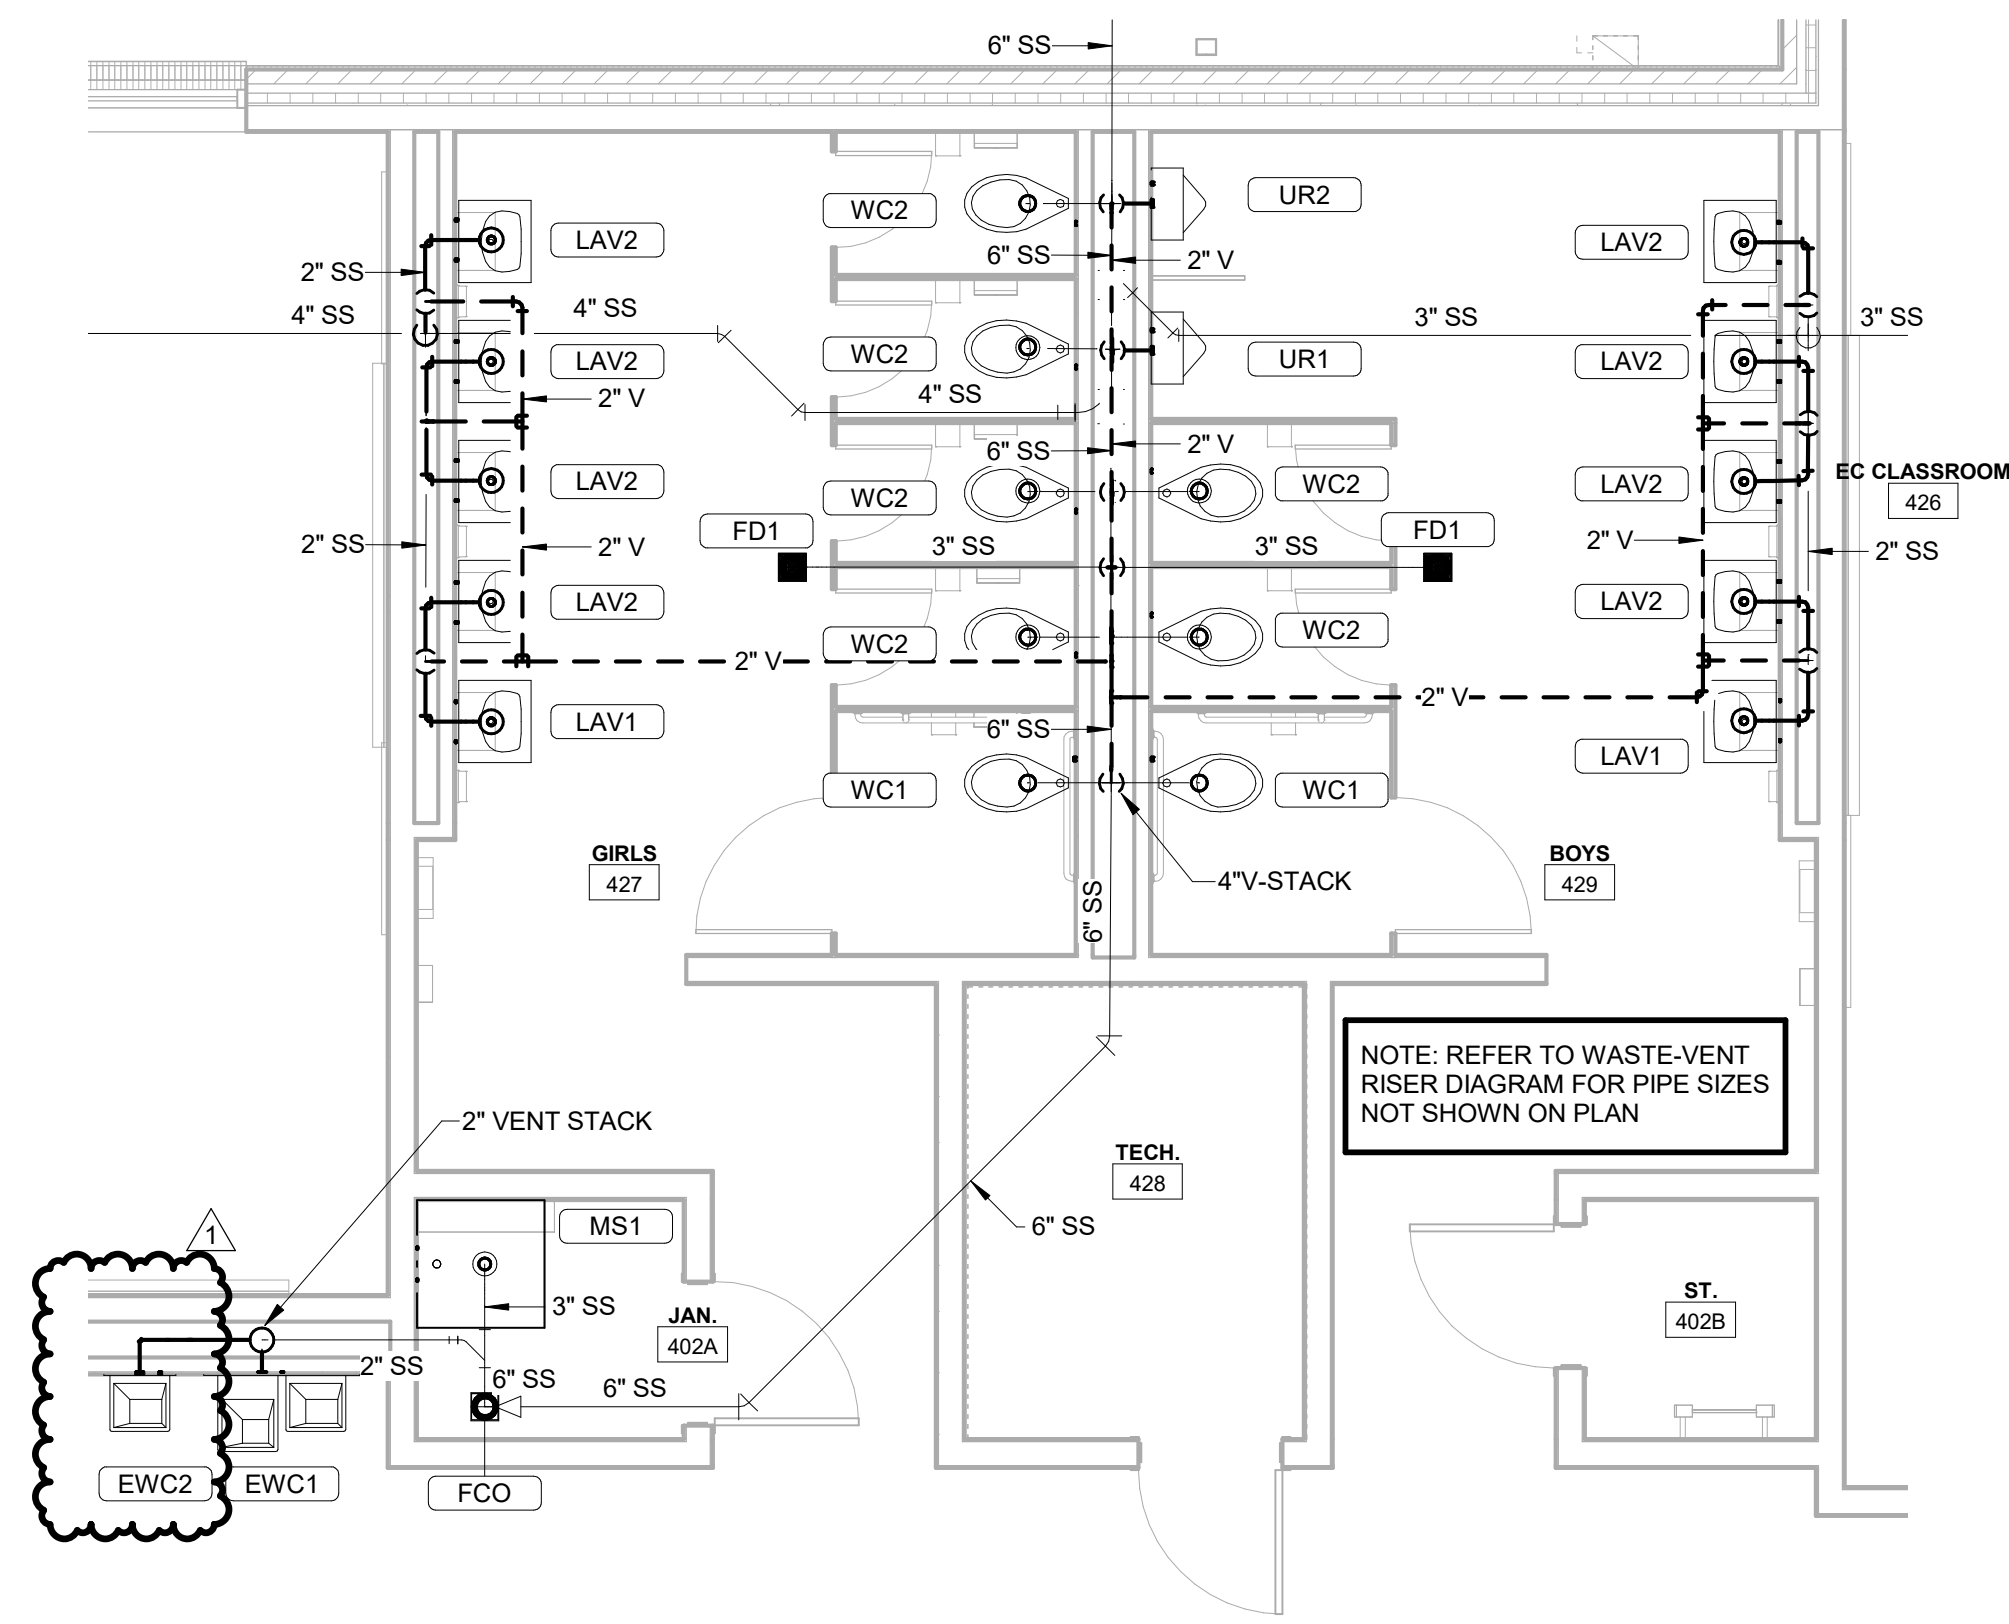 6" SS
WC2
UR2
LAV2
LAV2
2" SS
6" SS
2" V
4" SS
4" SS
3" SS
3" SS
LAV2
WC2
UR1
LAV2
2" V
4" SS
6" SS
2" V
LAV2
WC2
WC2
LAV2
EC CLASSROOM
426
FD1
FD1
2" SS
2" V
3" SS
3" SS
2" V
2" SS
LAV2
WC2
WC2
LAV2
2" V
2" V
LAV1
6" SS
LAV1
WC1
WC1
GIRLS
427
4"V-STACK
BOYS
429
6" SS
NOTE: REFER TO WASTE-VENT
RISER DIAGRAM FOR PIPE SIZES
NOT SHOWN ON PLAN
2" VENT STACK
TECH.
428
1
MS1
6" SS
3" SS
JAN.
402A
ST.
402B
2" SS
6" SS
6" SS
EWC2
EWC1
FCO